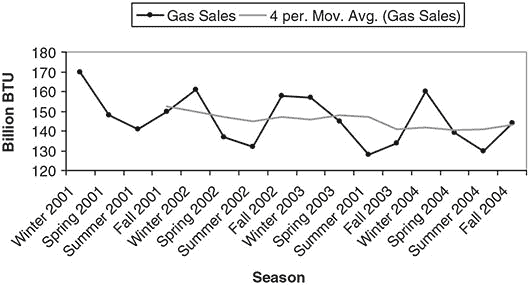 Gas Sales
4 per. Mov. Avg. (Gas Sales)
180
170
160
150
140
130
120
Billion BTU
Winter 2001
Spring 2001
Summer 2001
Fall 2001
Winter 2002
Spring 2002
Summer 2002
Fall 2002
Winter 2003
Spring 2003
Summer 2001
Fall 2003
Winter 2004
Spring 2004
Summer 2004
Fall 2004
Season